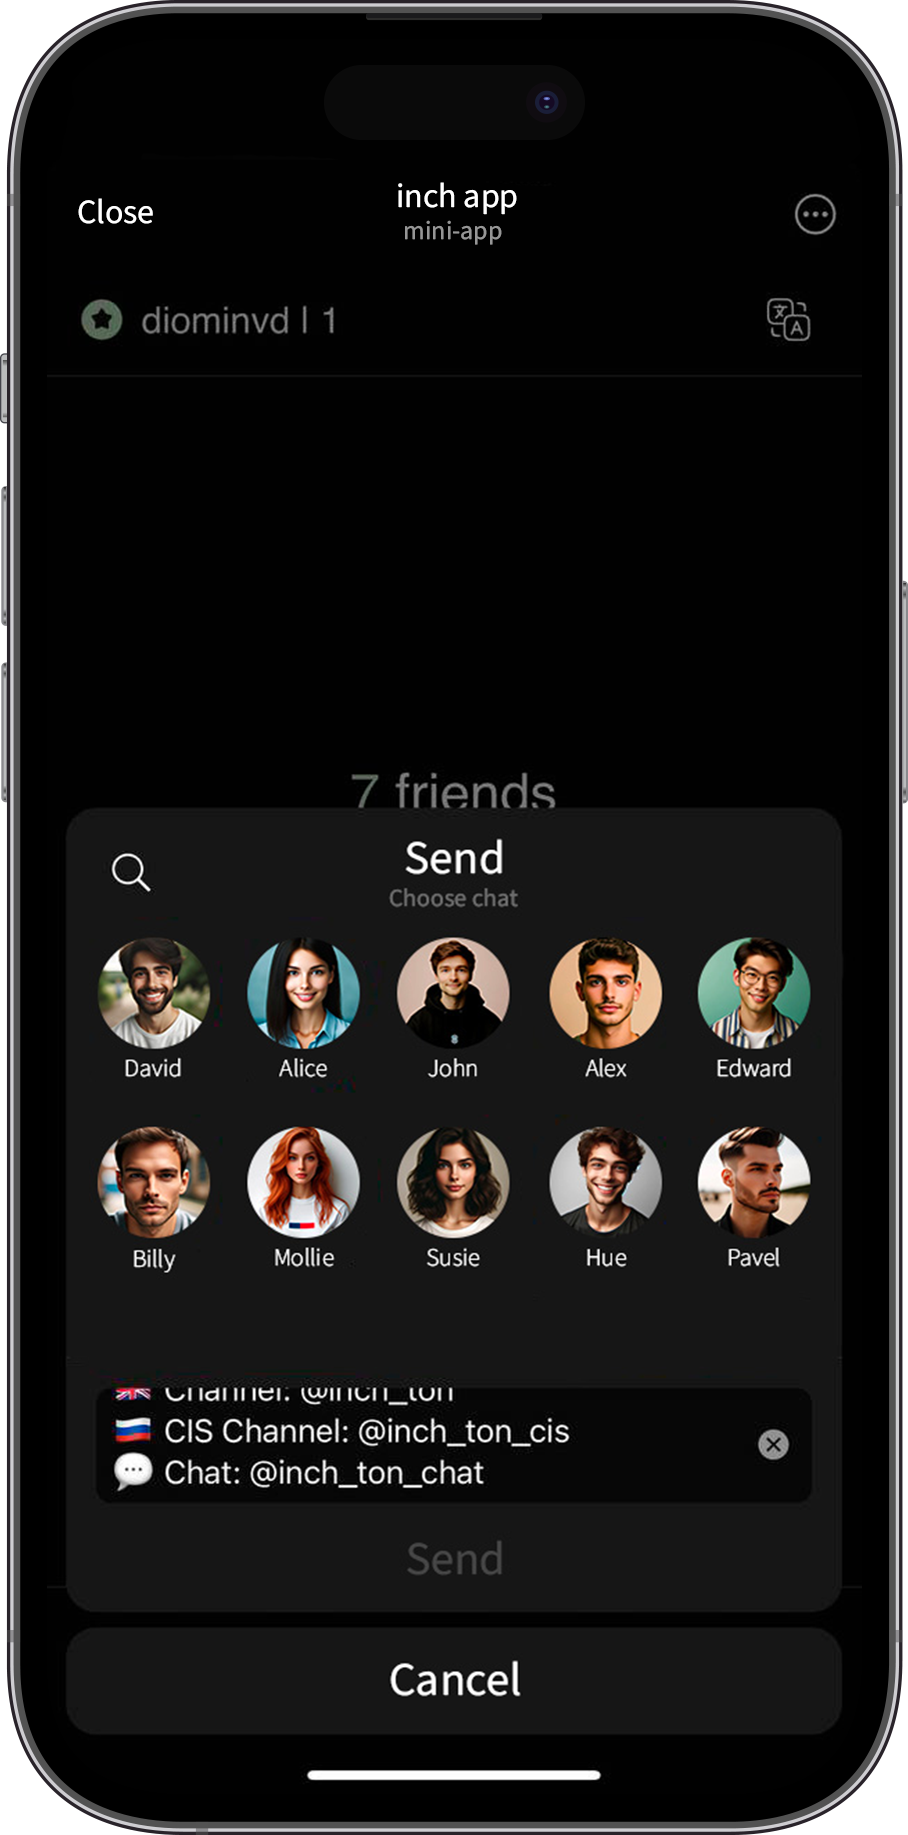 Close
inch app
mini-app
diominvd | 1
7 friends
Send
Choose chat
David
Alice
John
Alex
Edward
Billy
Mollie
Susie
Hue
Pavel
🇬🇧 Channel: @inch_ton
🇷🇺 CIS Channel: @inch_ton_cis
💬 Chat: @inch_ton_chat
Send
Cancel